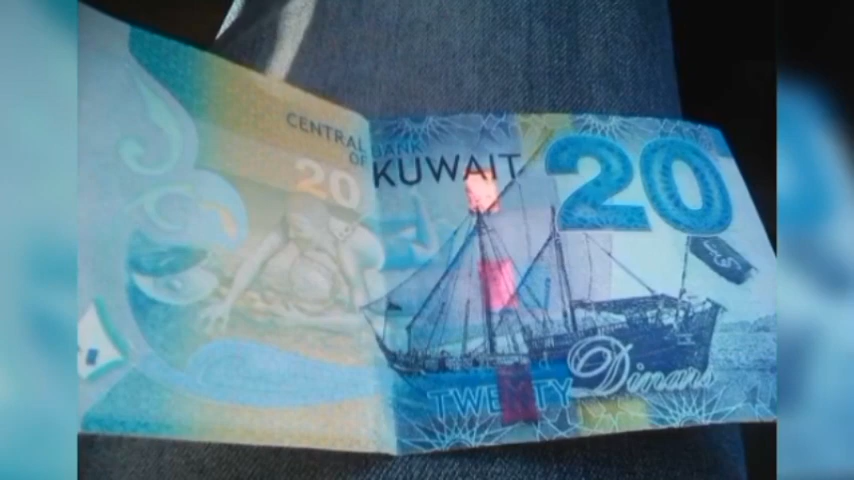 CENTRAL BANK
OF KUWAIT
20
20
TWENTY Dinars